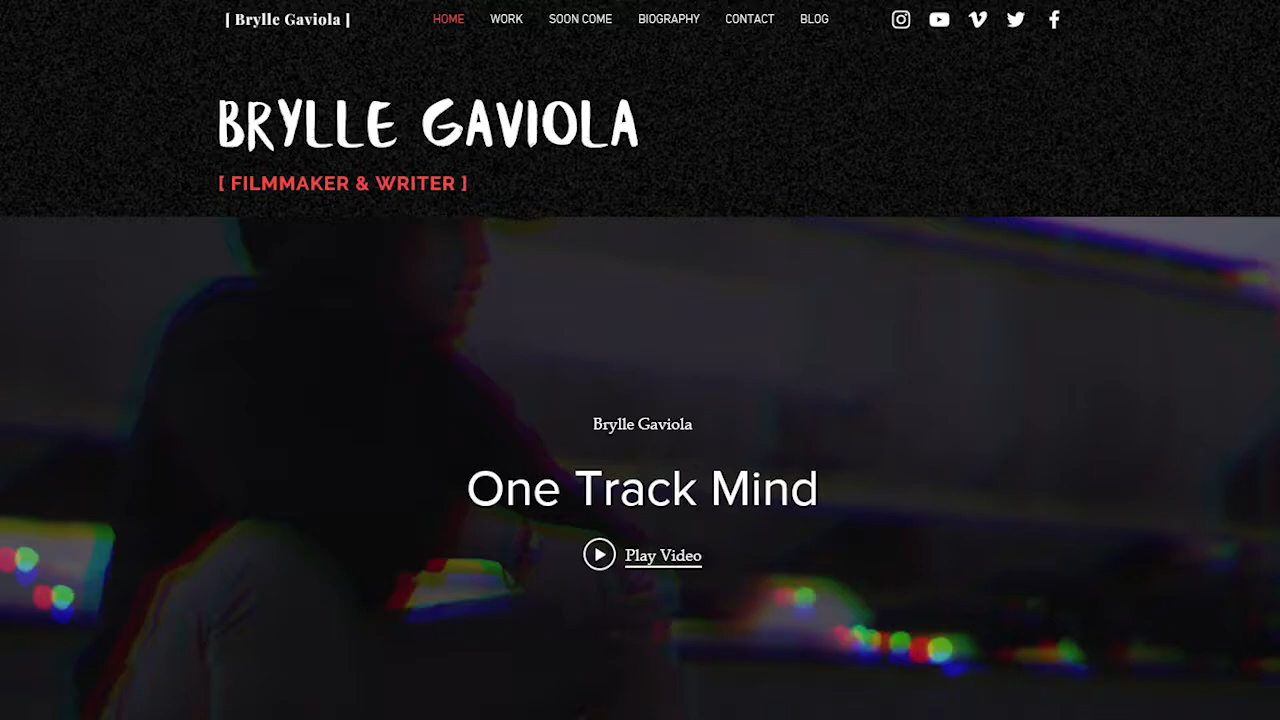 [ Brylle Gaviola ] HOME WORK SOON COME BIOGRAPHY CONTACT BLOG
BRYLLE GAVIOLA
[ FILMMAKER & WRITER ]
Brylle Gaviola
One Track Mind
Play Video